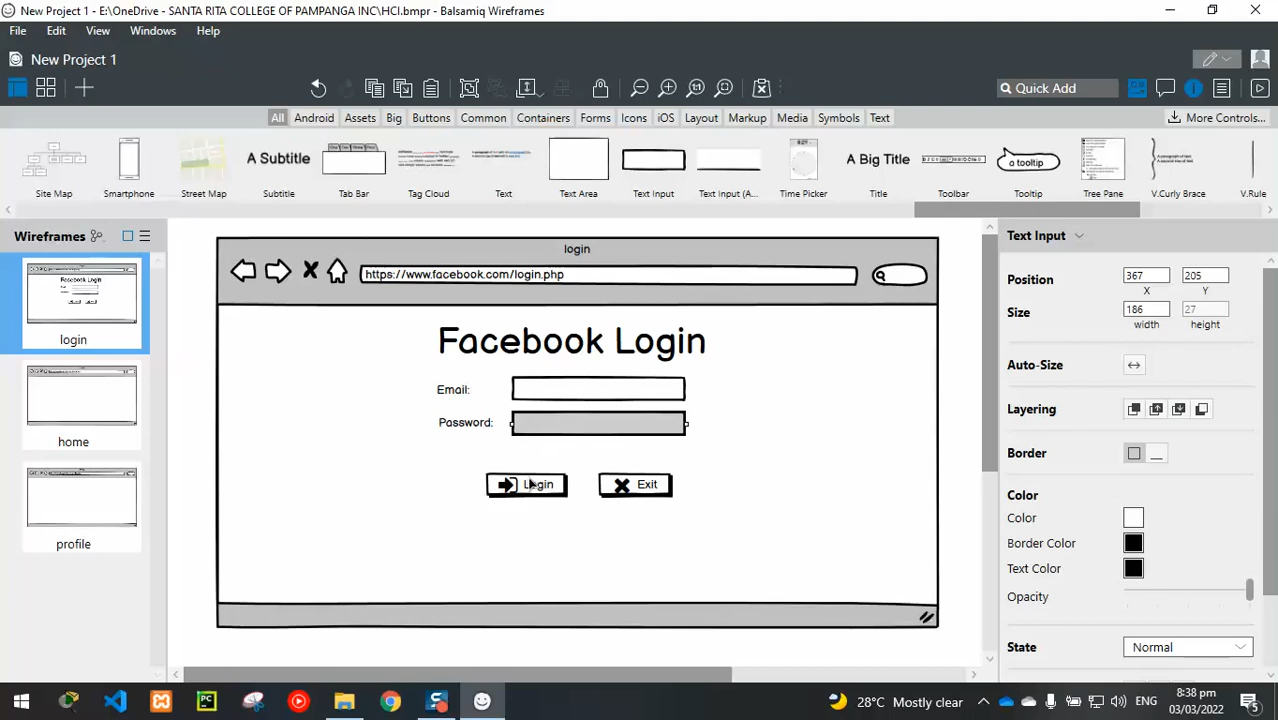 New Project 1 - E:\OneDrive - SANTA RITA COLLEGE OF PAMPANGA INC\HCI.bmpr - Balsamiq Wireframes
File Edit View Windows Help
New Project 1
Quick Add
All Android Assets Big Buttons Common Containers Forms Icons iOS Layout Markup Media Symbols Text
More Controls...
A Subtitle
A Big Title
a tooltip
Site Map Smartphone Street Map Subtitle Tab Bar Tag Cloud Text Text Area Text Input Text Input (A... Time Picker Title Toolbar Tooltip Tree Pane V.Curly Brace V.Rule
Wireframes
login
home
profile
login
https://www.facebook.com/login.php
Facebook Login
Email:
Password:
Login
Exit
Text Input
Position 367 205
X Y
Size 186 27
width height
Auto-Size
Layering
Border
Color
Color
Border Color
Text Color
Opacity
State Normal
28°C Mostly clear
ENG
8:38 pm
03/03/2022
5